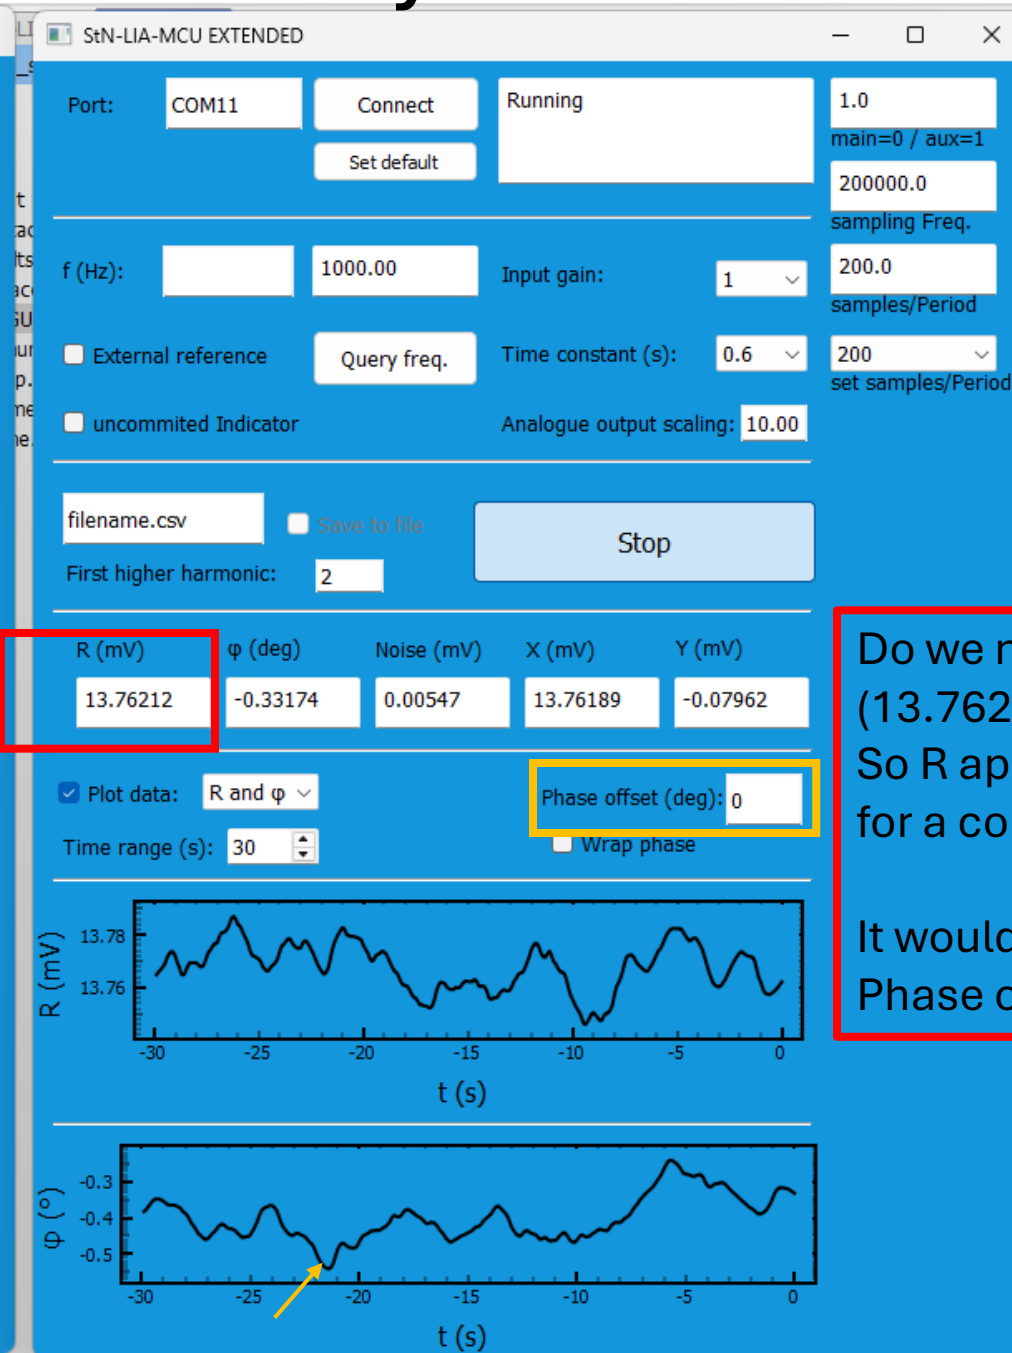 StN-LIA-MCU EXTENDED
Port: COM11 Connect Running 1.0
main=0 / aux=1
Set default
200000.0
sampling Freq.
f (Hz): 1000.00 Input gain: 1 200.0
samples/Period
External reference Query freq. Time constant (s): 0.6 200
set samples/Period
uncommited Indicator Analogue output scaling: 10.00
filename.csv Save to file Stop
First higher harmonic: 2
R (mV) φ (deg) Noise (mV) X (mV) Y (mV)
13.76212 -0.33174 0.00547 13.76189 -0.07962
Do we
(13.762
So R
for a
It
Phase
Plot data: R and φ Phase offset (deg): 0
Time range (s): 30 Wrap phase
R (mV)
13.78
13.76
-30 -25 -20 -15 -10 -5 0
t (s)
φ (°)
-0.3
-0.4
-0.5
-30 -25 -20 -15 -10 -5 0
t (s)